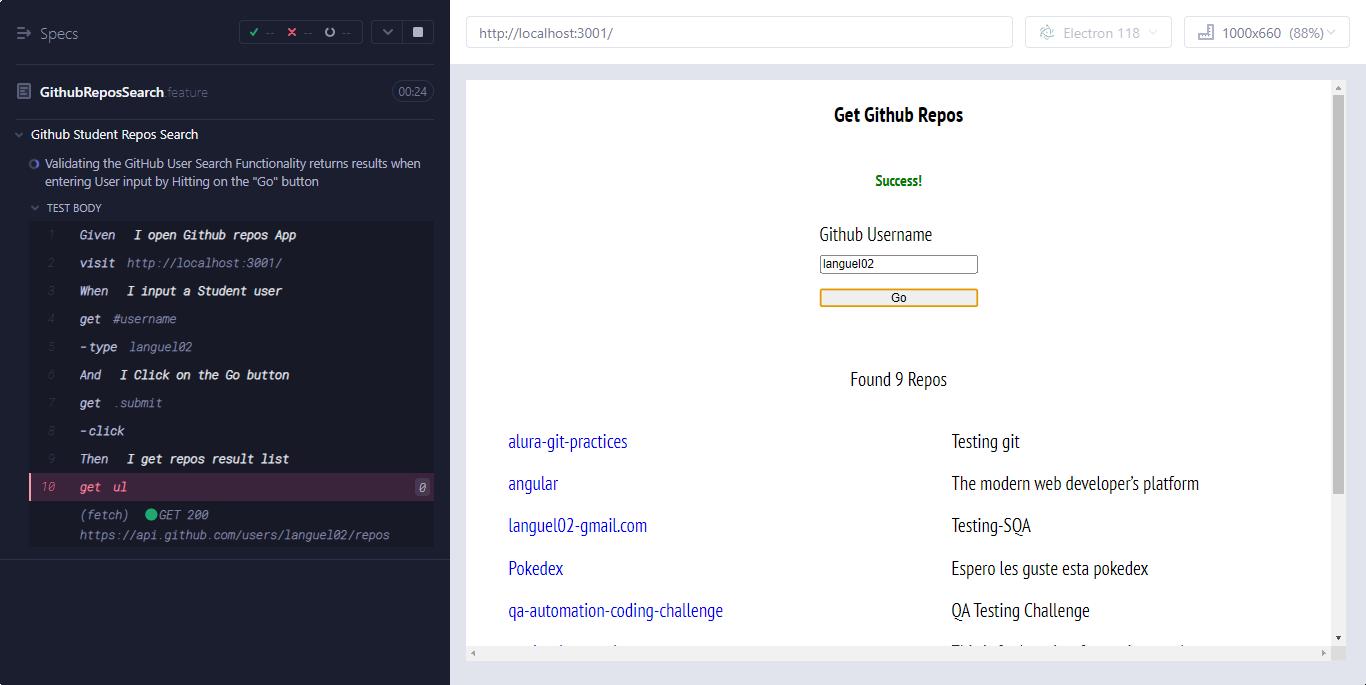 Specs
-- -- --
GithubReposSearch feature
00:24
Github Student Repos Search
Validating the GitHub User Search Functionality returns results when
entering User input by Hitting on the "Go" button
TEST BODY
1 Given I open Github repos App
2 visit http://localhost:3001/
3 When I input a Student user
4 get #username
5 -type languel02
6 And I Click on the Go button
7 get .submit
8 -click
9 Then I get repos result list
10 get ul 0
(fetch) GET 200
https://api.github.com/users/languel02/repos
http://localhost:3001/
Electron 118
1000x660 (88%)
Get Github Repos
Success!
Github Username
languel02
Go
Found 9 Repos
alura-git-practices Testing git
angular The modern web developer's platform
languel02-gmail.com Testing-SQA
Pokedex Espero les guste esta pokedex
qa-automation-coding-challenge QA Testing Challenge